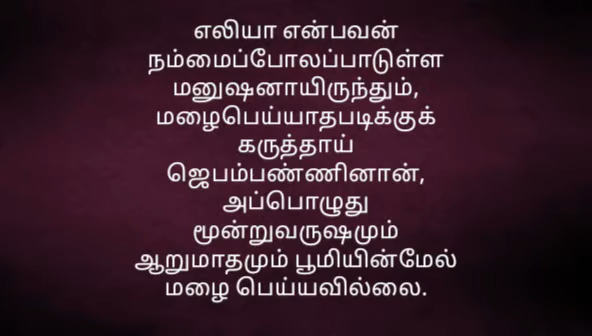 எலியா என்பவன்
நம்மைப்போலப்பாடுள்ள
மனுஷனாயிருந்தும்,
மழைபெய்யாதபடிக்குக்
கருத்தாய்
ஜெபம்பண்ணினான்,
அப்பொழுது
மூன்றுவருஷமும்
ஆறுமாதமும் பூமியின்மேல்
மழை பெய்யவில்லை.